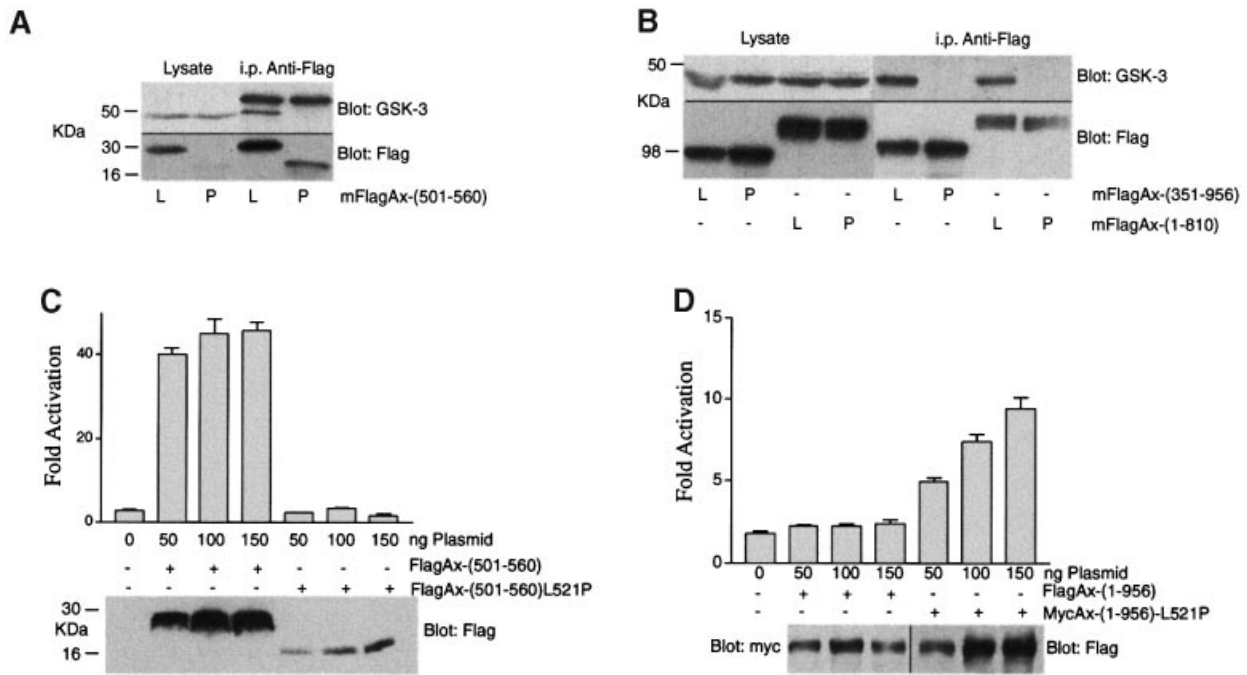 A
Lysate i.p. Anti-Flag
50
Blot: GSK-3
KDa
30
Blot: Flag
16
L P L P mFlagAx-(501-560)
B
Lysate i.p. Anti-Flag
50
Blot: GSK-3
KDa
Blot: Flag
98
L P - - L P - - mFlagAx-(351-956)
- - L P - - L P mFlagAx-(1-810)
C
Fold Activation
40
20
0
0 50 100 150 50 100 150 ng Plasmid
- + + + - - - FlagAx-(501-560)
- - - - + + + FlagAx-(501-560)L521P
30
KDa
Blot: Flag
16
D
Fold Activation
15
10
5
0
0 50 100 150 50 100 150 ng Plasmid
- + + + - - - FlagAx-(1-956)
- - - - + + + MycAx-(1-956)-L521P
Blot: myc Blot: Flag